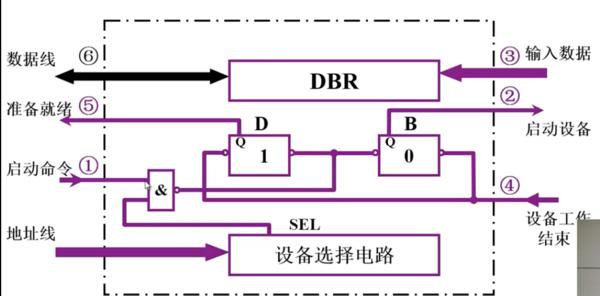 数据线 ⑥
DBR
③ 输入数据
准备就绪 ⑤
D
B
②
启动设备
Q
1
Q
0
启动命令 ①
&
④
设备工作
结束
地址线
SEL
设备选择电路